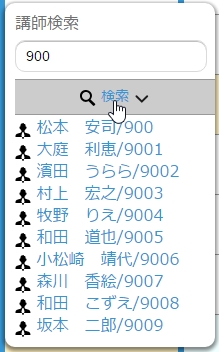 講師検索
900
検索
松本　安司/900
大庭　利恵/9001
濱田　うらら/9002
村上　宏之/9003
牧野　りえ/9004
和田　道也/9005
小松崎　靖代/9006
森川　香絵/9007
和田　こずえ/9008
坂本　二郎/9009